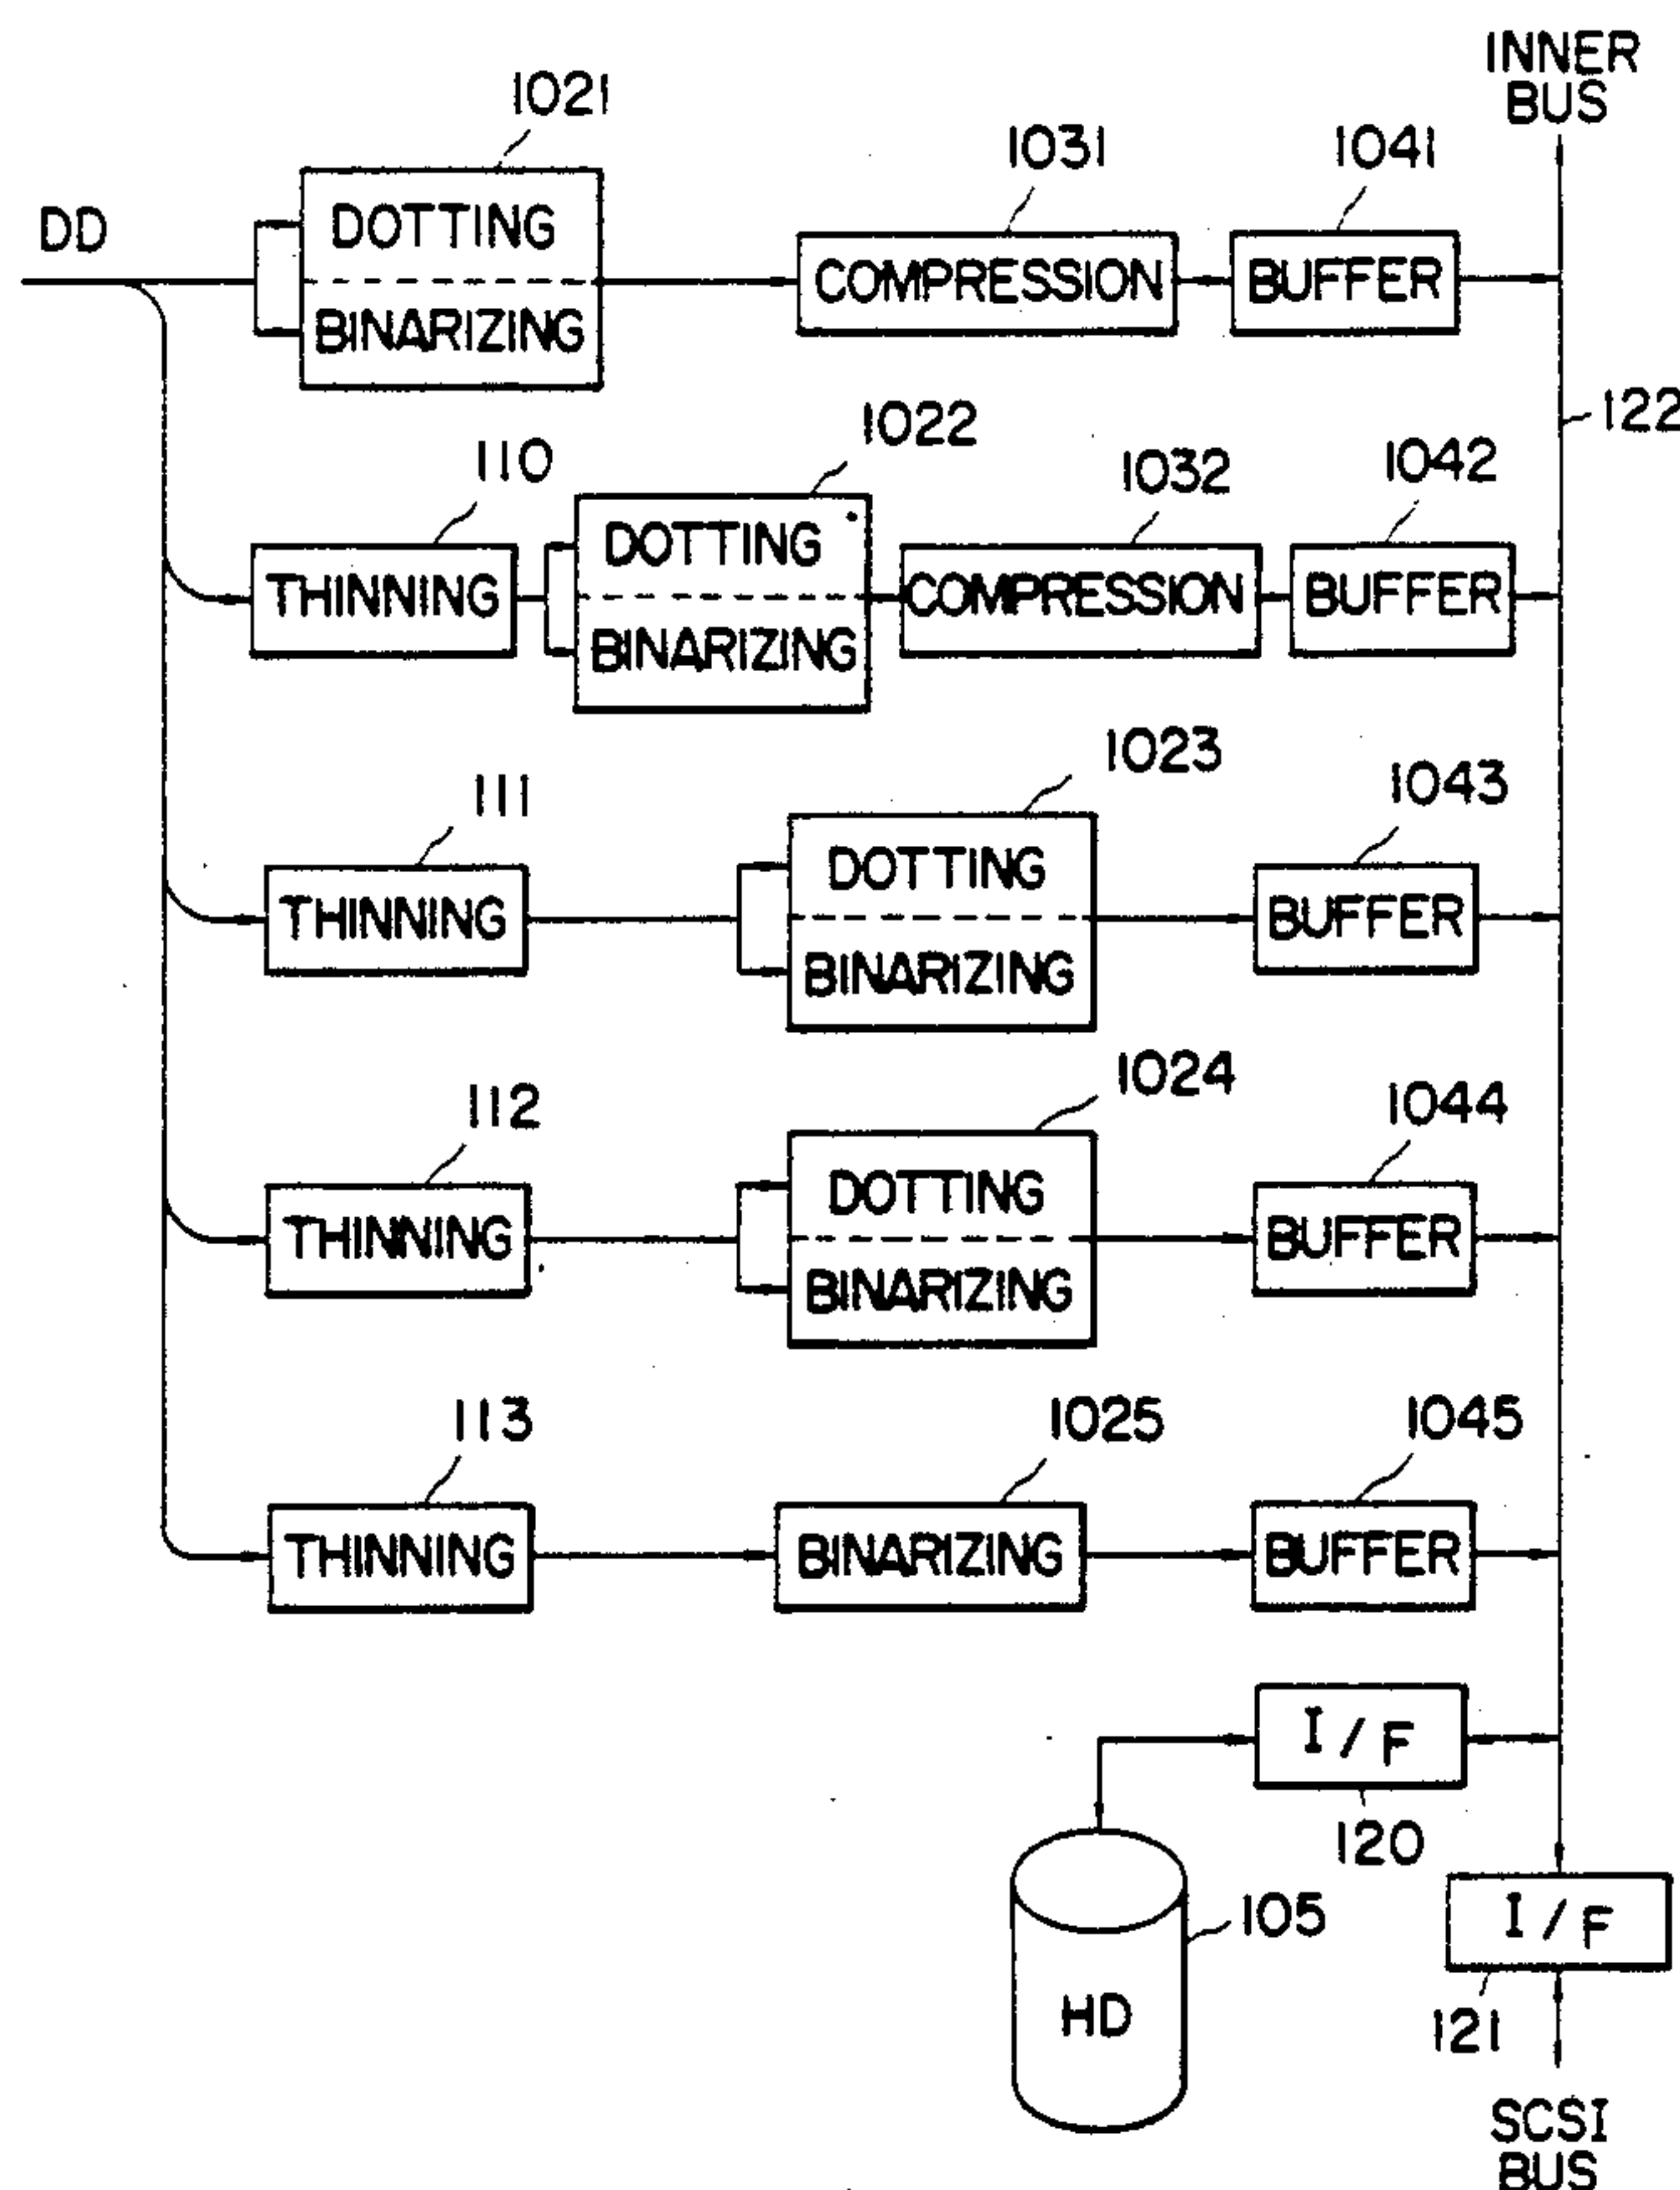 INNER
BUS
1021
1031
1041
DD
DOTTING
BINARIZING
COMPRESSION
BUFFER
122
110
1022
1032
1042
THINNING
DOTTING
BINARIZING
COMPRESSION
BUFFER
111
1023
1043
THINNING
DOTTING
BINARIZING
BUFFER
112
1024
1044
THINNING
DOTTING
BINARIZING
BUFFER
113
1025
1045
THINNING
BINARIZING
BUFFER
I/F
120
105
HD
I/F
121
SCSI
BUS